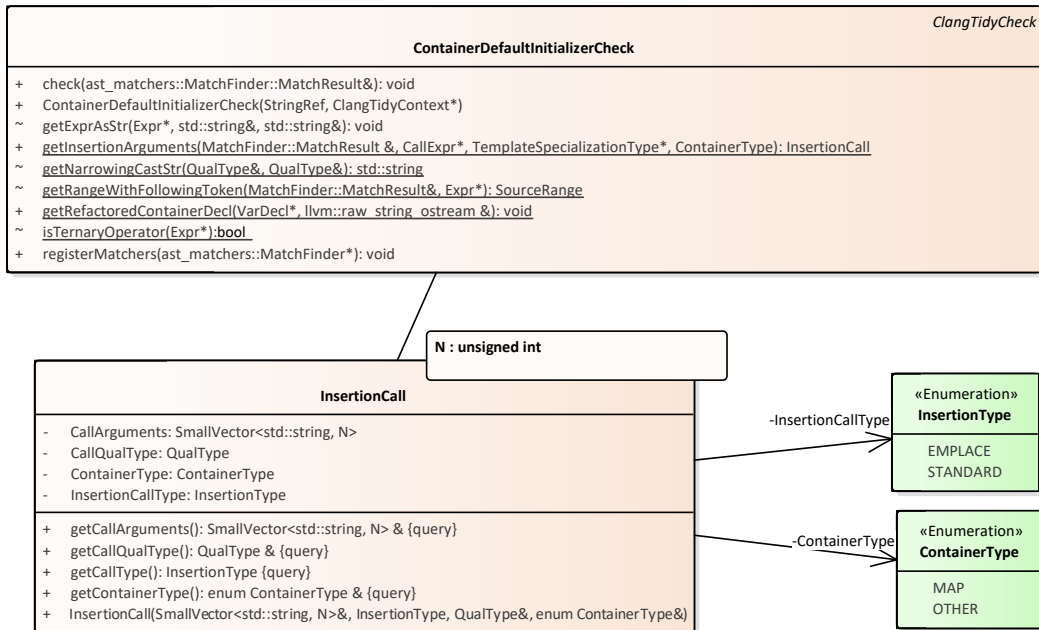 ClangTidyCheck
ContainerDefaultInitializerCheck
+ check(ast_matchers::MatchFinder::MatchResult&): void
+ ContainerDefaultInitializerCheck(StringRef, ClangTidyContext*)
~ getExprAsStr(Expr*, std::string&, std::string&): void
+ getInsertionArguments(MatchFinder::MatchResult &, CallExpr*, TemplateSpecializationType*, ContainerType): InsertionCall
~ getNarrowingCastStr(QualType&, QualType&): std::string
~ getRangeWithFollowingToken(MatchFinder::MatchResult&, Expr*): SourceRange
+ getRefactoredContainerDecl(VarDecl*, llvm::raw_string_ostream &): void
~ isTernaryOperator(Expr*):bool
+ registerMatchers(ast_matchers::MatchFinder*): void
N : unsigned int
InsertionCall
- CallArguments: SmallVector<std::string, N>
- CallQualType: QualType
- ContainerType: ContainerType
- InsertionCallType: InsertionType
+ getCallArguments(): SmallVector<std::string, N> & {query}
+ getCallQualType(): QualType & {query}
+ getCallType(): InsertionType {query}
+ getContainerType(): enum ContainerType & {query}
+ InsertionCall(SmallVector<std::string, N>&, InsertionType, QualType&, enum ContainerType&)
-InsertionCallType
«Enumeration»
InsertionType
EMPLACE
STANDARD
-ContainerType
«Enumeration»
ContainerType
MAP
OTHER